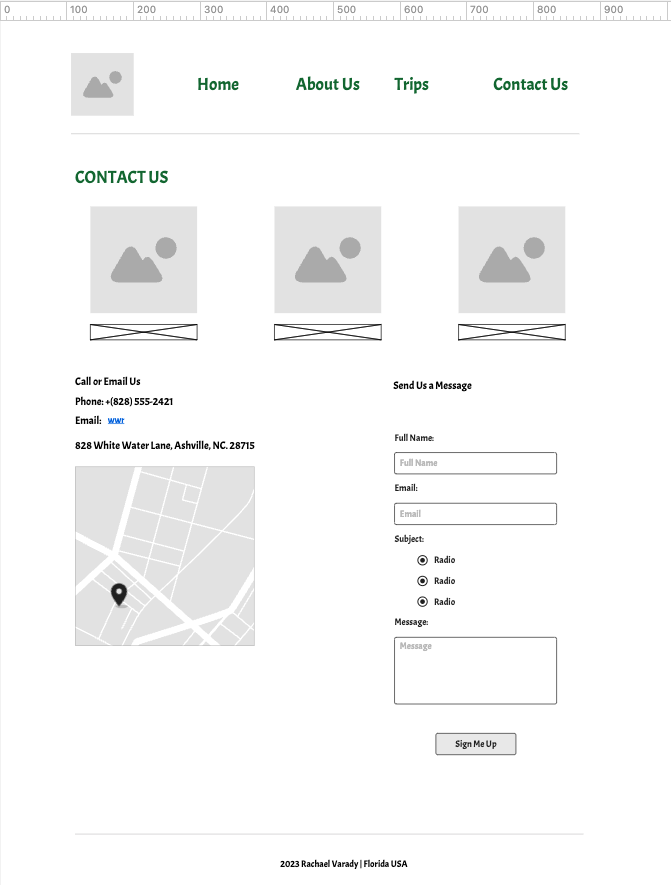 0 100 200 300 400 500 600 700 800 900
Home About Us Trips Contact Us
CONTACT US
Call or Email Us
Phone: +(828) 555-2421
Email: wwr
828 White Water Lane, Ashville, NC. 28715
Send Us a Message
Full Name:
Full Name
Email:
Email
Subject:
Radio
Radio
Radio
Message:
Message
Sign Me Up
2023 Rachael Varady | Florida USA